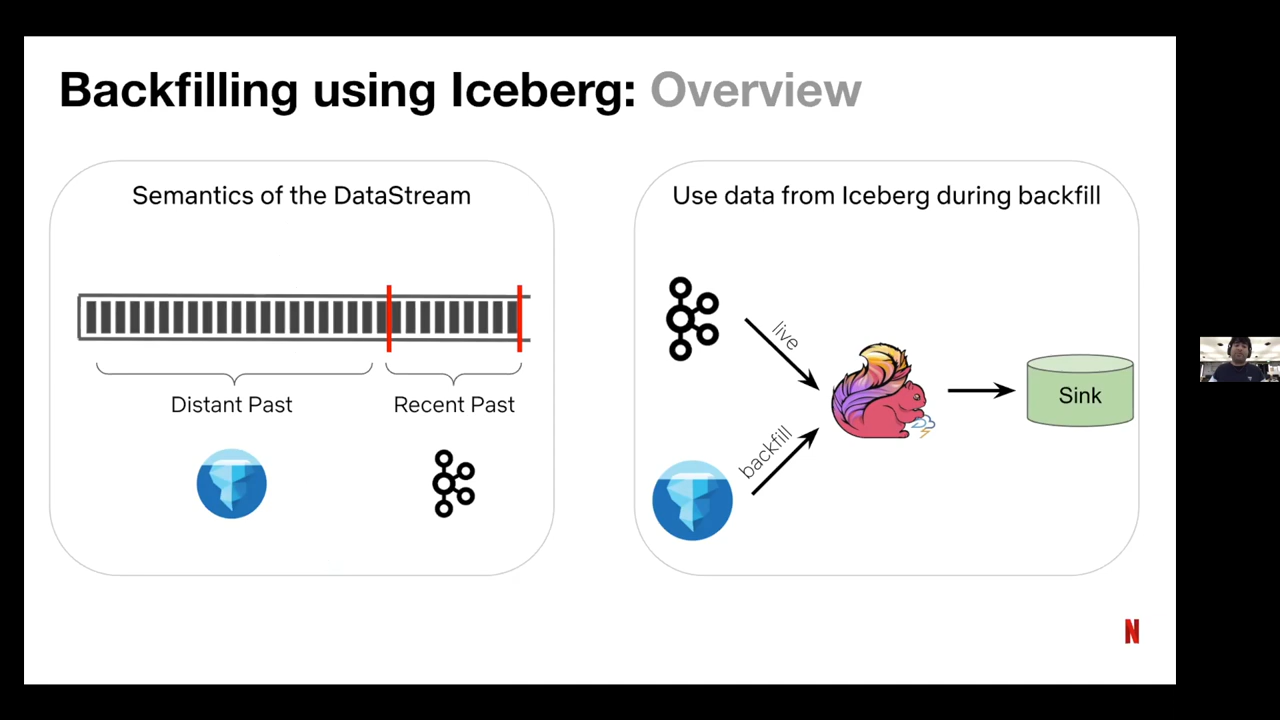 Backfilling using Iceberg: Overview
Semantics of the DataStream
Distant Past
Recent Past
Use data from Iceberg during backfill
live
backfill
Sink
N